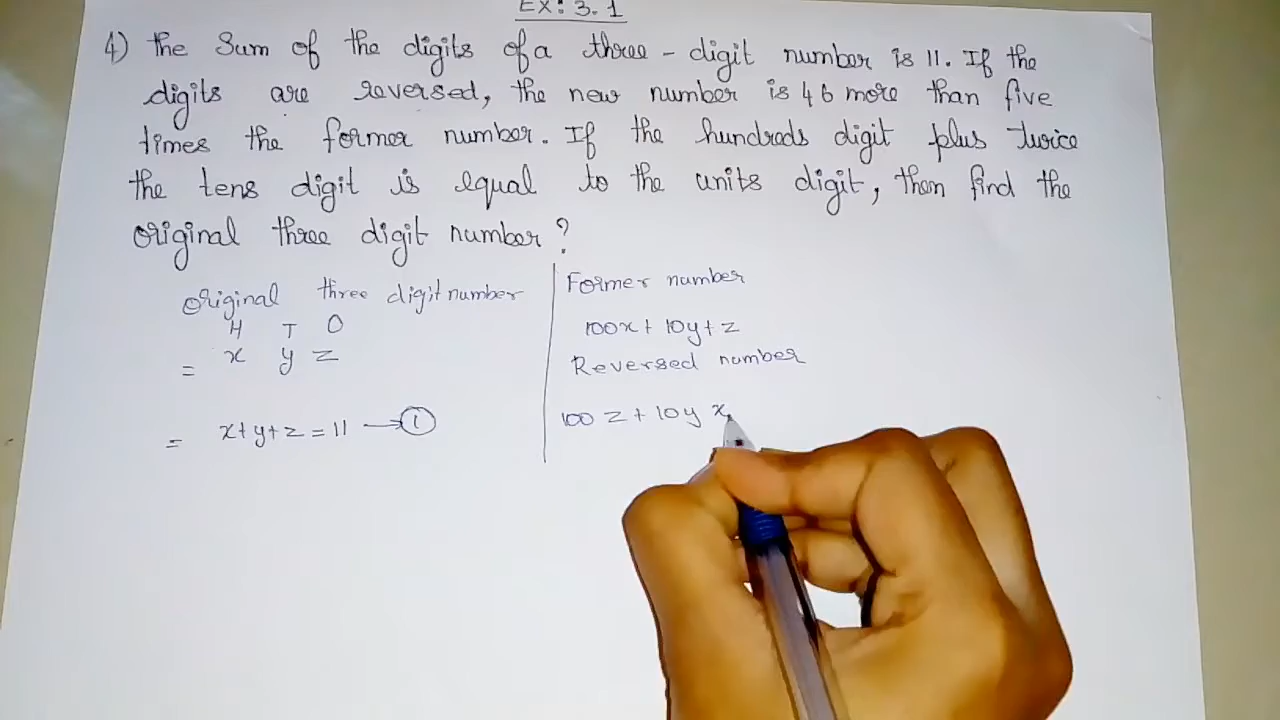 Ex: 3.1
4) The Sum of the digits of a three - digit number is 11. If the
digits are reversed, the new number is 46 more than five
times the former number. If the hundreds digit plus twice
the tens digit is equal to the units digit, then find the
original three digit number?
original three digit number
H T O
= x y z
= x+y+z=11 → ①
Former number
100x+10y+z
Reversed number
100z+10y x